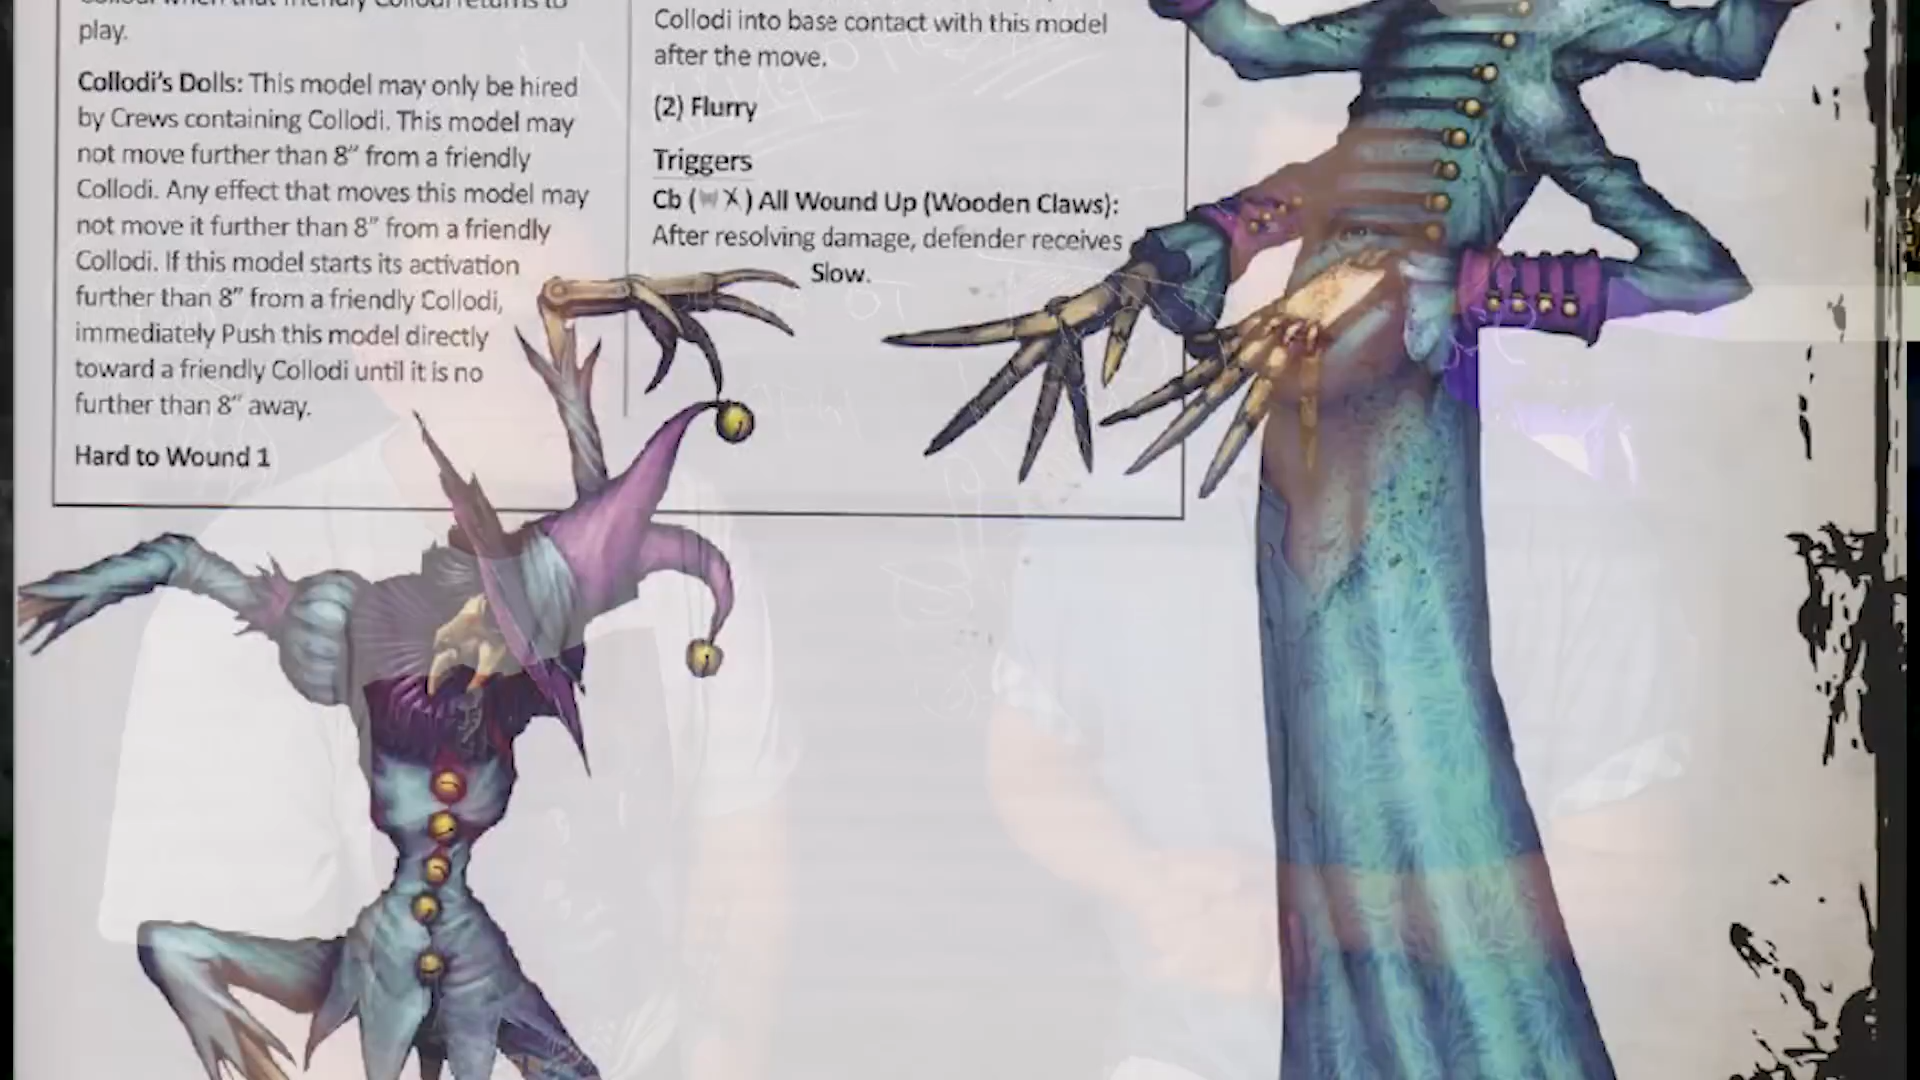 play.
Collodi's Dolls: This model may only be hired
by Crews containing Collodi. This model may
not move further than 8" from a friendly
Collodi. Any effect that moves this model may
not move it further than 8" from a friendly
Collodi. If this model starts its activation
further than 8" from a friendly Collodi,
immediately Push this model directly
toward a friendly Collodi until it is no
further than 8" away.
Hard to Wound 1
Collodi into base contact with this model
after the move.
(2) Flurry
Triggers
Cb ( ) All Wound Up (Wooden Claws):
After resolving damage, defender receives
Slow.